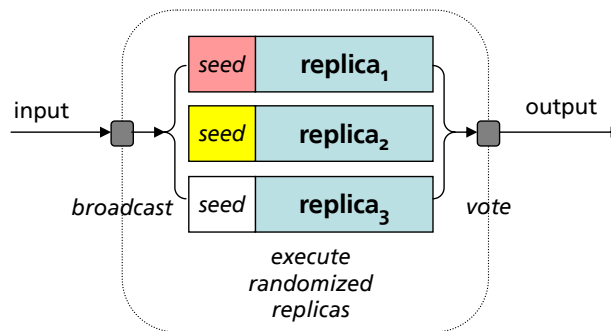 seed replica₁
input
seed replica₂
output
broadcast
seed replica₃
vote
execute
randomized
replicas